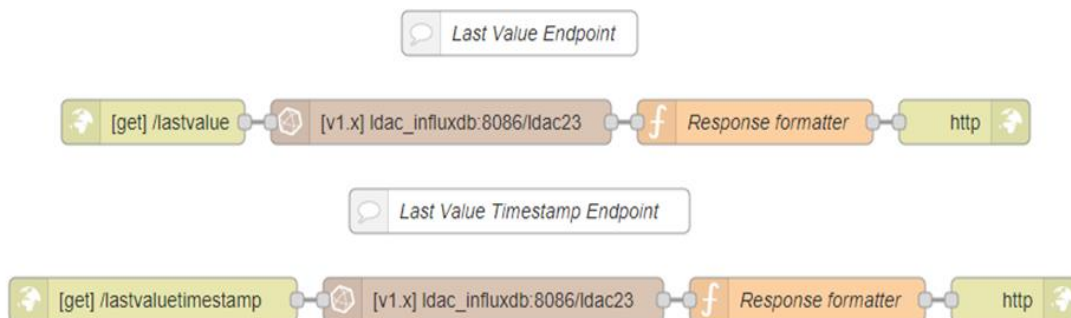 Last Value Endpoint
[get] /lastvalue [v1.x] ldac_influxdb:8086/ldac23 Response formatter http
Last Value Timestamp Endpoint
[get] /lastvaluetimestamp [v1.x] ldac_influxdb:8086/ldac23 Response formatter http